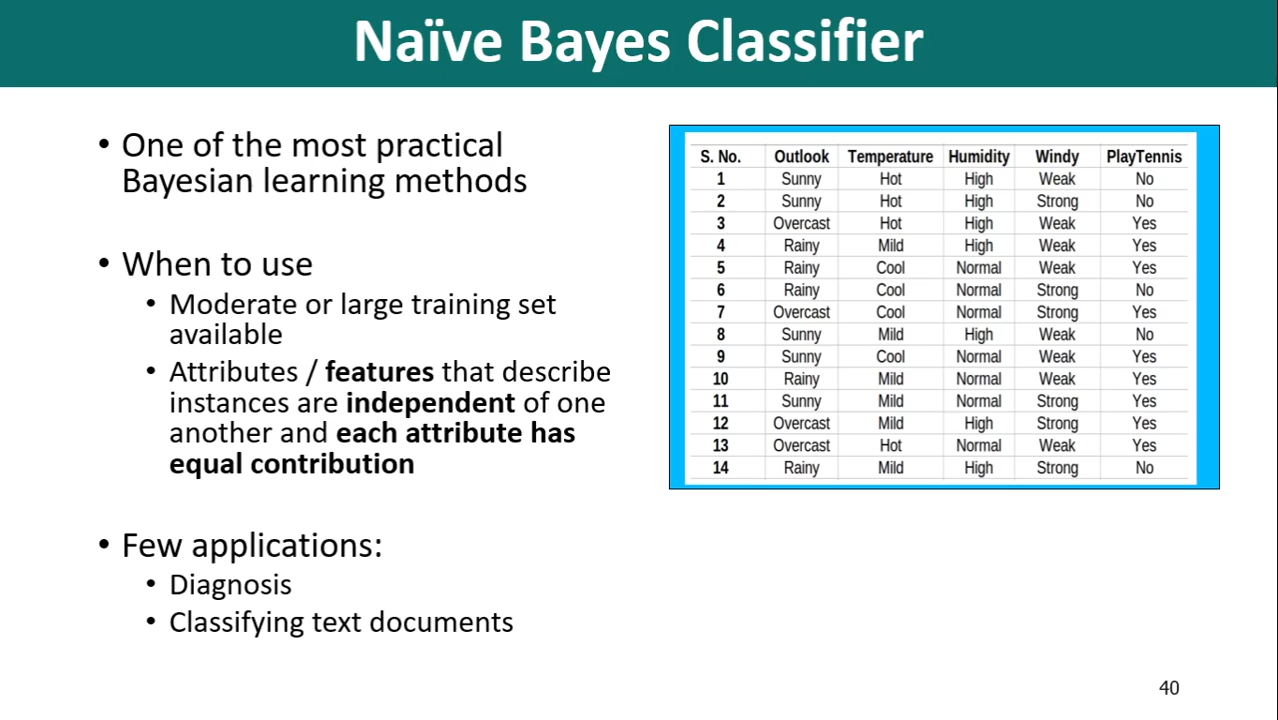 Naïve Bayes Classifier
• One of the most practical
Bayesian learning methods
• When to use
• Moderate or large training set
available
• Attributes / features that describe
instances are independent of one
another and each attribute has
equal contribution
• Few applications:
• Diagnosis
• Classifying text documents
S. No. Outlook Temperature Humidity Windy PlayTennis
1 Sunny Hot High Weak No
2 Sunny Hot High Strong No
3 Overcast Hot High Weak Yes
4 Rainy Mild High Weak Yes
5 Rainy Cool Normal Weak Yes
6 Rainy Cool Normal Strong No
7 Overcast Cool Normal Strong Yes
8 Sunny Mild High Weak No
9 Sunny Cool Normal Weak Yes
10 Rainy Mild Normal Weak Yes
11 Sunny Mild Normal Strong Yes
12 Overcast Mild High Strong Yes
13 Overcast Hot Normal Weak Yes
14 Rainy Mild High Strong No
40